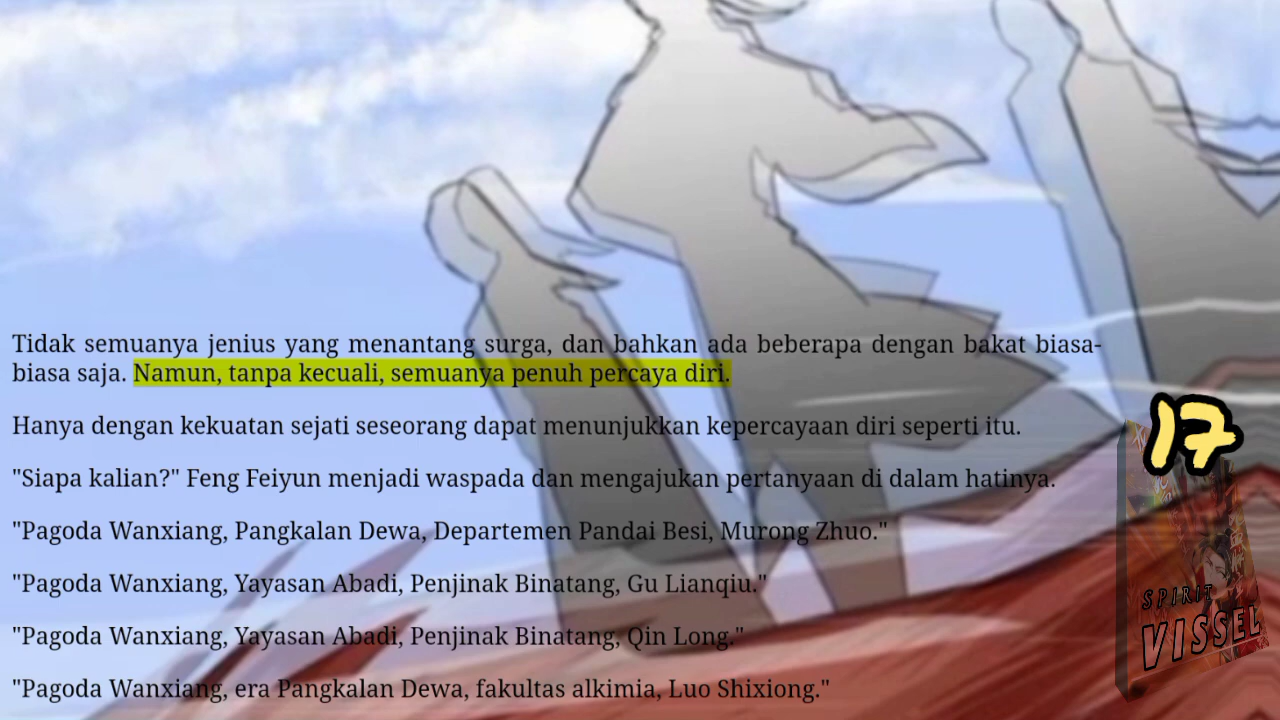 Tidak semuanya jenius yang menantang surga, dan bahkan ada beberapa dengan bakat biasa-
biasa saja. Namun, tanpa kecuali, semuanya penuh percaya diri.
Hanya dengan kekuatan sejati seseorang dapat menunjukkan kepercayaan diri seperti itu.
"Siapa kalian?" Feng Feiyun menjadi waspada dan mengajukan pertanyaan di dalam hatinya.
"Pagoda Wanxiang, Pangkalan Dewa, Departemen Pandai Besi, Murong Zhuo."
"Pagoda Wanxiang, Yayasan Abadi, Penjinak Binatang, Gu Lianqiu."
"Pagoda Wanxiang, Yayasan Abadi, Penjinak Binatang, Qin Long."
"Pagoda Wanxiang, era Pangkalan Dewa, fakultas alkimia, Luo Shixiong."
17
SPIRIT
VISSEL